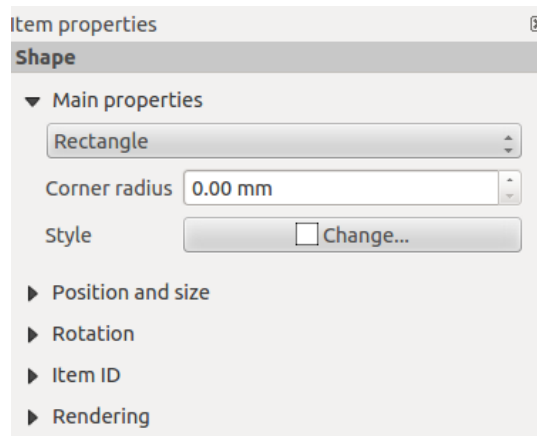 Item properties
Shape
Main properties
Rectangle
Corner radius 0.00 mm
Style Change...
Position and size
Rotation
Item ID
Rendering